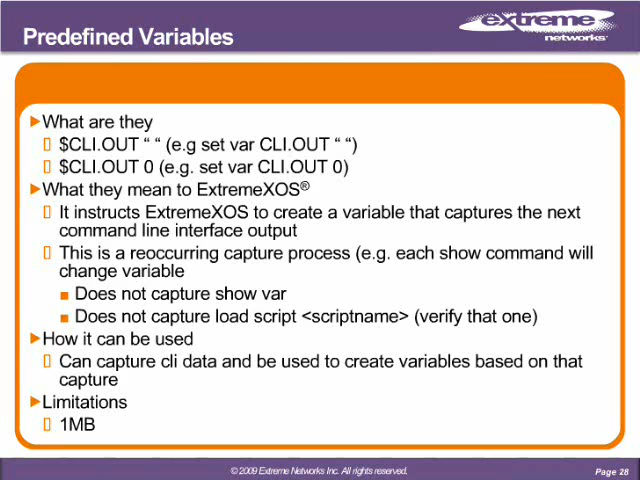 Predefined Variables
extreme
networks
What are they
$CLI.OUT “ “ (e.g set var CLI.OUT “ “)
$CLI.OUT 0 (e.g. set var CLI.OUT 0)
What they mean to ExtremeXOS®
It instructs ExtremeXOS to create a variable that captures the next
command line interface output
This is a reoccurring capture process (e.g. each show command will
change variable
Does not capture show var
Does not capture load script <scriptname> (verify that one)
How it can be used
Can capture cli data and be used to create variables based on that
capture
Limitations
1MB
© 2009 Extreme Networks Inc. All rights reserved.
Page 28